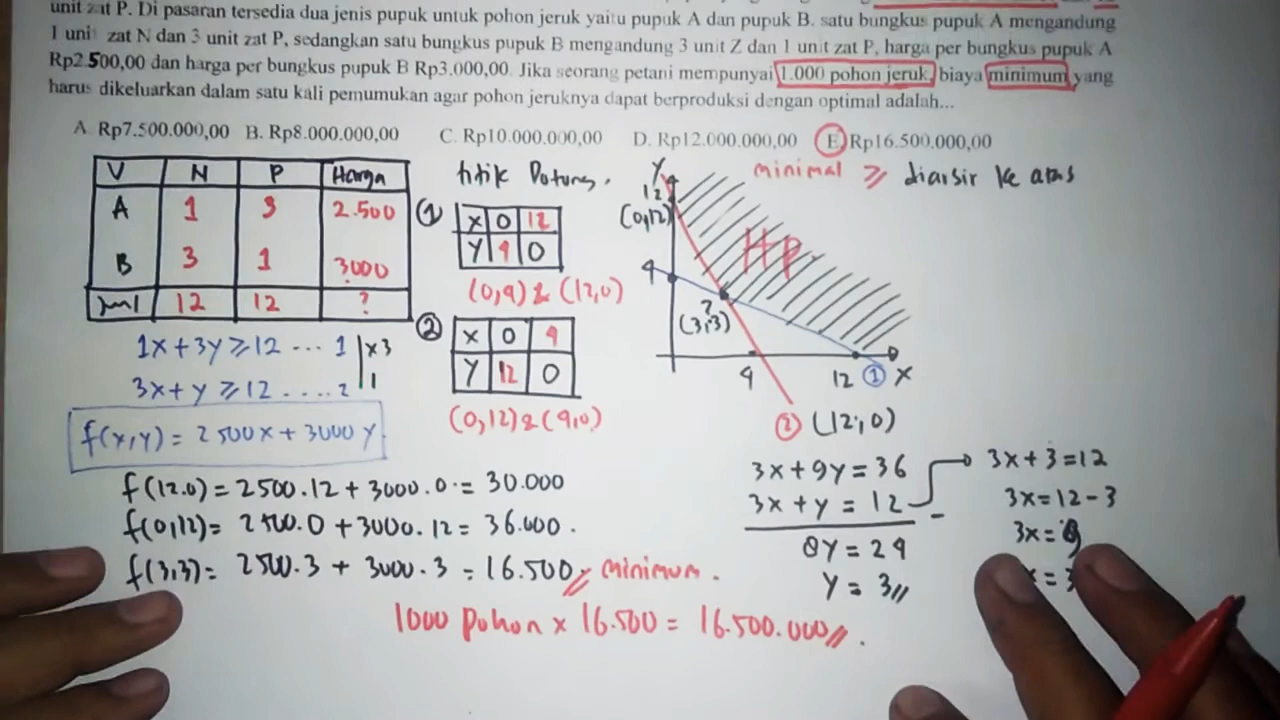 unit zat P. Di pasaran tersedia dua jenis pupuk untuk pohon jeruk yaitu pupuk A dan pupuk B. satu bungkus pupuk A mengandung
1 unit zat N dan 3 unit zat P, sedangkan satu bungkus pupuk B mengandung 3 unit Z dan 1 unit zat P, harga per bungkus pupuk A
Rp2.500,00 dan harga per bungkus pupuk B Rp3.000,00. Jika seorang petani mempunyai 1.000 pohon jeruk, biaya minimum yang
harus dikeluarkan dalam satu kali pemumukan agar pohon jeruknya dapat berproduksi dengan optimal adalah...
A. Rp7.500.000,00 B. Rp8.000.000,00 C. Rp10.000.000,00 D. Rp12.000.000,00 E. Rp16.500.000,00
V N P Harga
A 1 3 2.500
B 3 1 3000
Jml 12 12 ?
1x + 3y ≥ 12 ... 1 | x3
3x + y ≥ 12 .... 2 | 1
f(x,y) = 2500x + 3000y
titik Potong.
① X 0 12
Y 4 0
(0,4) & (12,0)
② X 0 4
Y 12 0
(0,12) & (4,0)
minimal ≥ diarsir ke atas
Y
12
(0,12)
HP
4
?
(3,3)
4 12 ① X
② (12,0)
f(12.0) = 2500.12 + 3000.0 = 30.000
f(0,12) = 2500.0 + 3000.12 = 36.000.
f(3,3) = 2500.3 + 3000.3 = 16.500 // minimum.
1000 Pohon x 16.500 = 16.500.000 //.
3x + 9y = 36
3x + y = 12 -
8y = 24
y = 3 //
3x + 3 = 12
3x = 12 - 3
3x = 9
x = 3